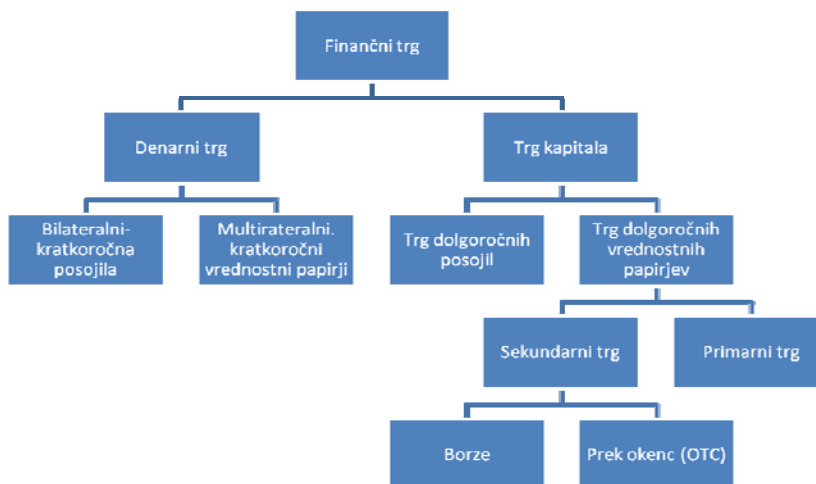 Finančni trg
Denarni trg
Trg kapitala
Bilateralni-
kratkoročna
posojila
Multirateralni.
kratkoročni
vrednostni papirji
Trg dolgoročnih
posojil
Trg dolgoročnih
vrednostnih
papirjev
Sekundarni trg
Primarni trg
Borze
Prek okenc (OTC)